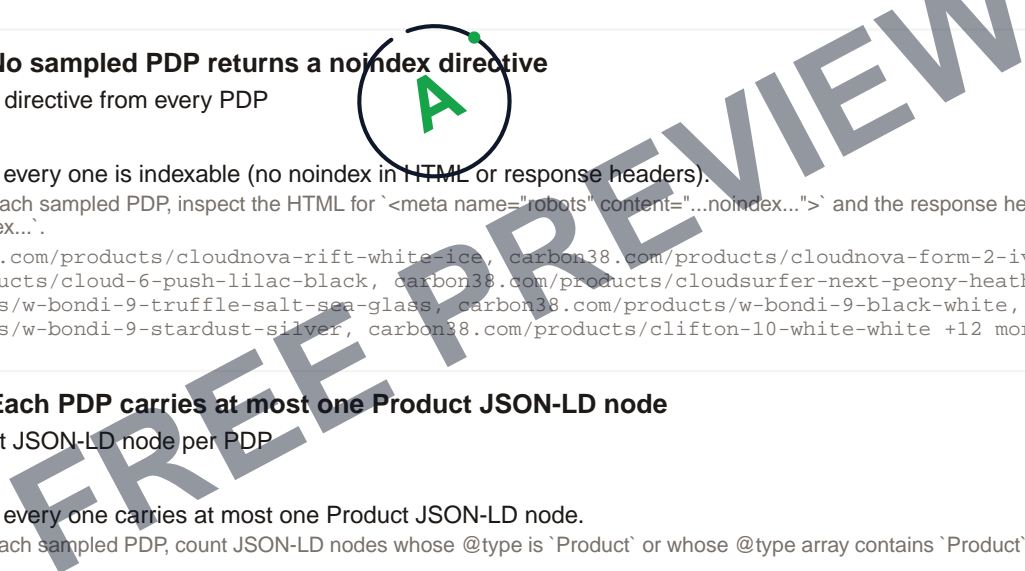 No sampled PDP returns a noindex directive
directive from every PDP
A
every one is indexable (no noindex in HTML or response headers).
ach sampled PDP, inspect the HTML for `<meta name="robots" content="...noindex...">` and the response he
ex...`.
.com/products/cloudnova-rift-white-ice, carbon38.com/products/cloudnova-form-2-iv
ucts/cloud-6-push-lilac-black, carbon38.com/products/cloudsurfer-next-peony-heath
s/w-bondi-9-truffle-salt-sea-glass, carbon38.com/products/w-bondi-9-black-white,
s/w-bondi-9-stardust-silver, carbon38.com/products/clifton-10-white-white +12 mor
FREE PREVIEW
Each PDP carries at most one Product JSON-LD node
t JSON-LD node per PDP
every one carries at most one Product JSON-LD node.
ach sampled PDP, count JSON-LD nodes whose @type is `Product` or whose @type array contains `Product`